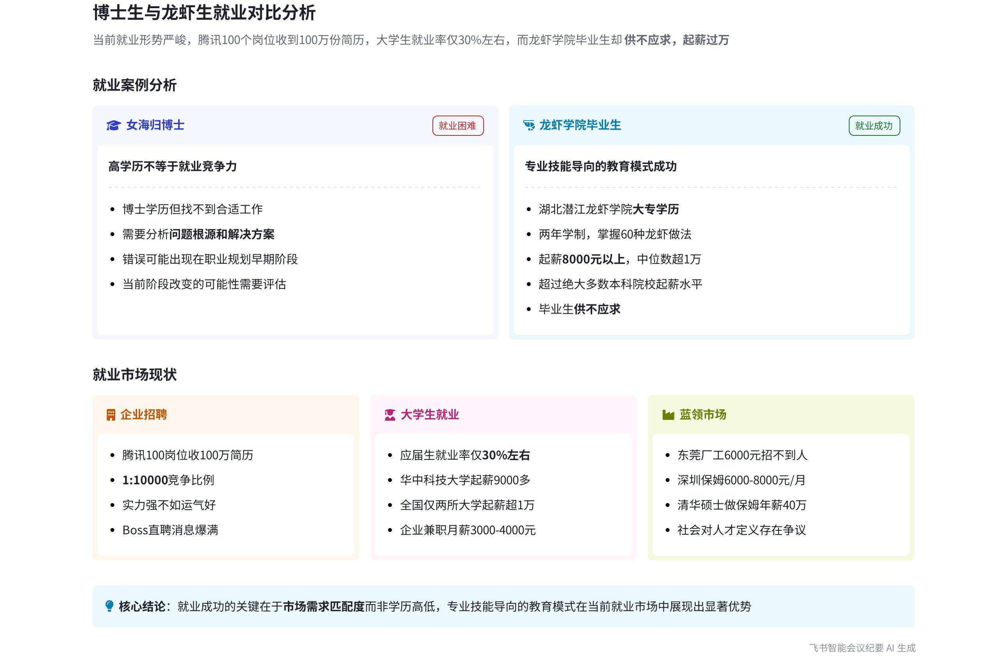 博士生与龙虾生就业对比分析
当前就业形势严峻，腾讯100个岗位收到100万份简历，大学生就业率仅30%左右，而龙虾学院毕业生却 供不应求，起薪过万
就业案例分析
女海归博士
就业困难
高学历不等于就业竞争力
博士学历但找不到合适工作
需要分析问题根源和解决方案
错误可能出现在职业规划早期阶段
当前阶段改变的可能性需要评估
龙虾学院毕业生
就业成功
专业技能导向的教育模式成功
湖北潜江龙虾学院大专学历
两年学制，掌握60种龙虾做法
起薪8000元以上，中位数超1万
超过绝大多数本科院校起薪水平
毕业生供不应求
就业市场现状
企业招聘
腾讯100岗位收100万简历
1:10000竞争比例
实力强不如运气好
Boss直聘消息爆满
大学生就业
应届生就业率仅30%左右
华中科技大学起薪9000多
全国仅两所大学起薪超1万
企业兼职月薪3000-4000元
蓝领市场
东莞厂工6000元招不到人
深圳保姆6000-8000元/月
清华硕士做保姆年薪40万
社会对人才定义存在争议
核心结论：就业成功的关键在于市场需求匹配度而非学历高低，专业技能导向的教育模式在当前就业市场中展现出显著优势
飞书智能会议纪要 AI 生成